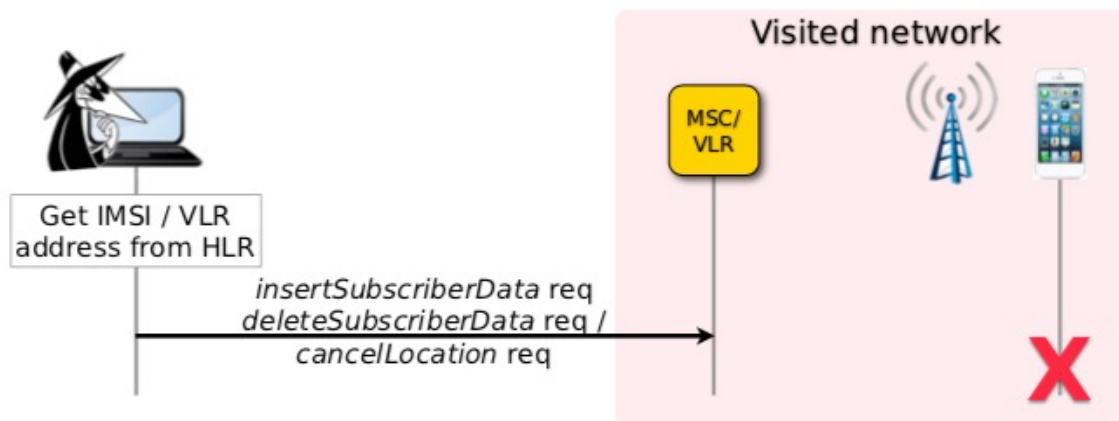 Visited network
MSC/
VLR
Get IMSI / VLR
address from HLR
insertSubscriberData req
deleteSubscriberData req /
cancelLocation req
X